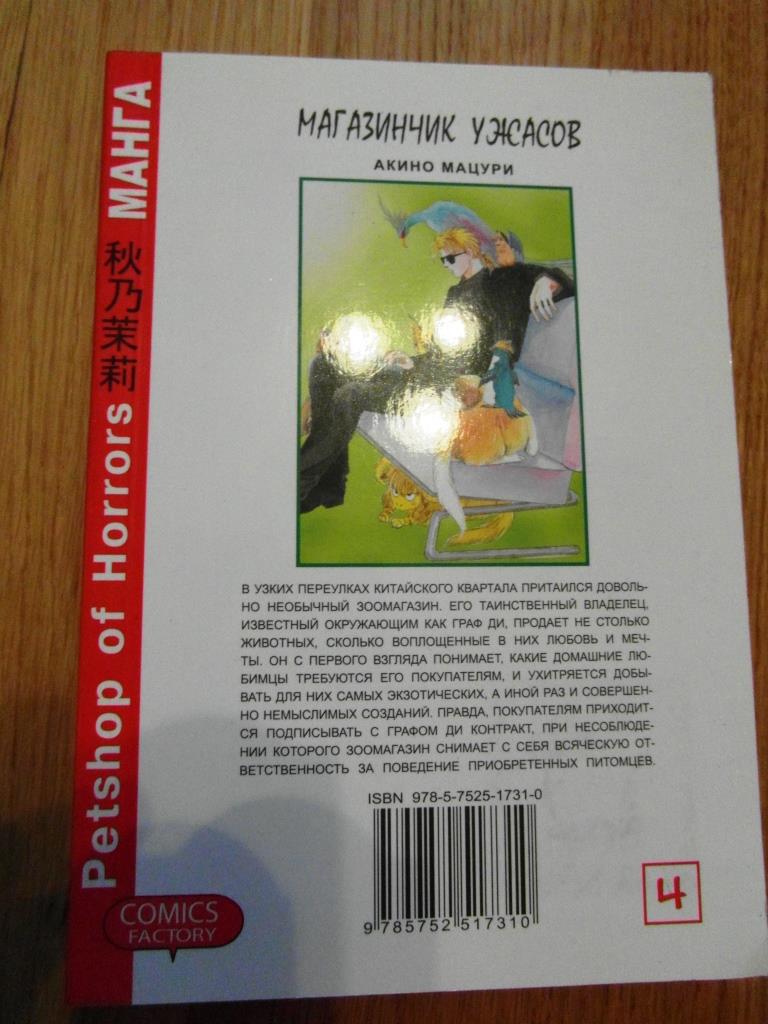 МАГАЗИНЧИК УЖАСОВ
АКИНО МАЦУРИ
В УЗКИХ ПЕРЕУЛКАХ КИТАЙСКОГО КВАРТАЛА ПРИТАИЛСЯ ДОВОЛЬ-
НО НЕОБЫЧНЫЙ ЗООМАГАЗИН. ЕГО ТАИНСТВЕННЫЙ ВЛАДЕЛЕЦ,
ИЗВЕСТНЫЙ ОКРУЖАЮЩИМ КАК ГРАФ ДИ, ПРОДАЕТ НЕ СТОЛЬКО
ЖИВОТНЫХ, СКОЛЬКО ВОПЛОЩЕННЫЕ В НИХ ЛЮБОВЬ И МЕЧ-
ТЫ. ОН С ПЕРВОГО ВЗГЛЯДА ПОНИМАЕТ, КАКИЕ ДОМАШНИЕ ЛЮ-
БИМЦЫ ТРЕБУЮТСЯ ЕГО ПОКУПАТЕЛЯМ, И УХИТРЯЕТСЯ ДОБЫ-
ВАТЬ ДЛЯ НИХ САМЫХ ЭКЗОТИЧЕСКИХ, А ИНОЙ РАЗ И СОВЕРШЕН-
НО НЕМЫСЛИМЫХ СОЗДАНИЙ. ПРАВДА, ПОКУПАТЕЛЯМ ПРИХОДИТ-
СЯ ПОДПИСЫВАТЬ С ГРАФОМ ДИ КОНТРАКТ, ПРИ НЕСОБЛЮДЕ-
НИИ КОТОРОГО ЗООМАГАЗИН СНИМАЕТ С СЕБЯ ВСЯЧЕСКУЮ ОТ-
ВЕТСТВЕННОСТЬ ЗА ПОВЕДЕНИЕ ПРИОБРЕТЕННЫХ ПИТОМЦЕВ.
ISBN 978-5-7525-1731-0
9 785752 517310
4
Petshop of Horrors 秋乃茉莉 МАНГА
COMICS
FACTORY